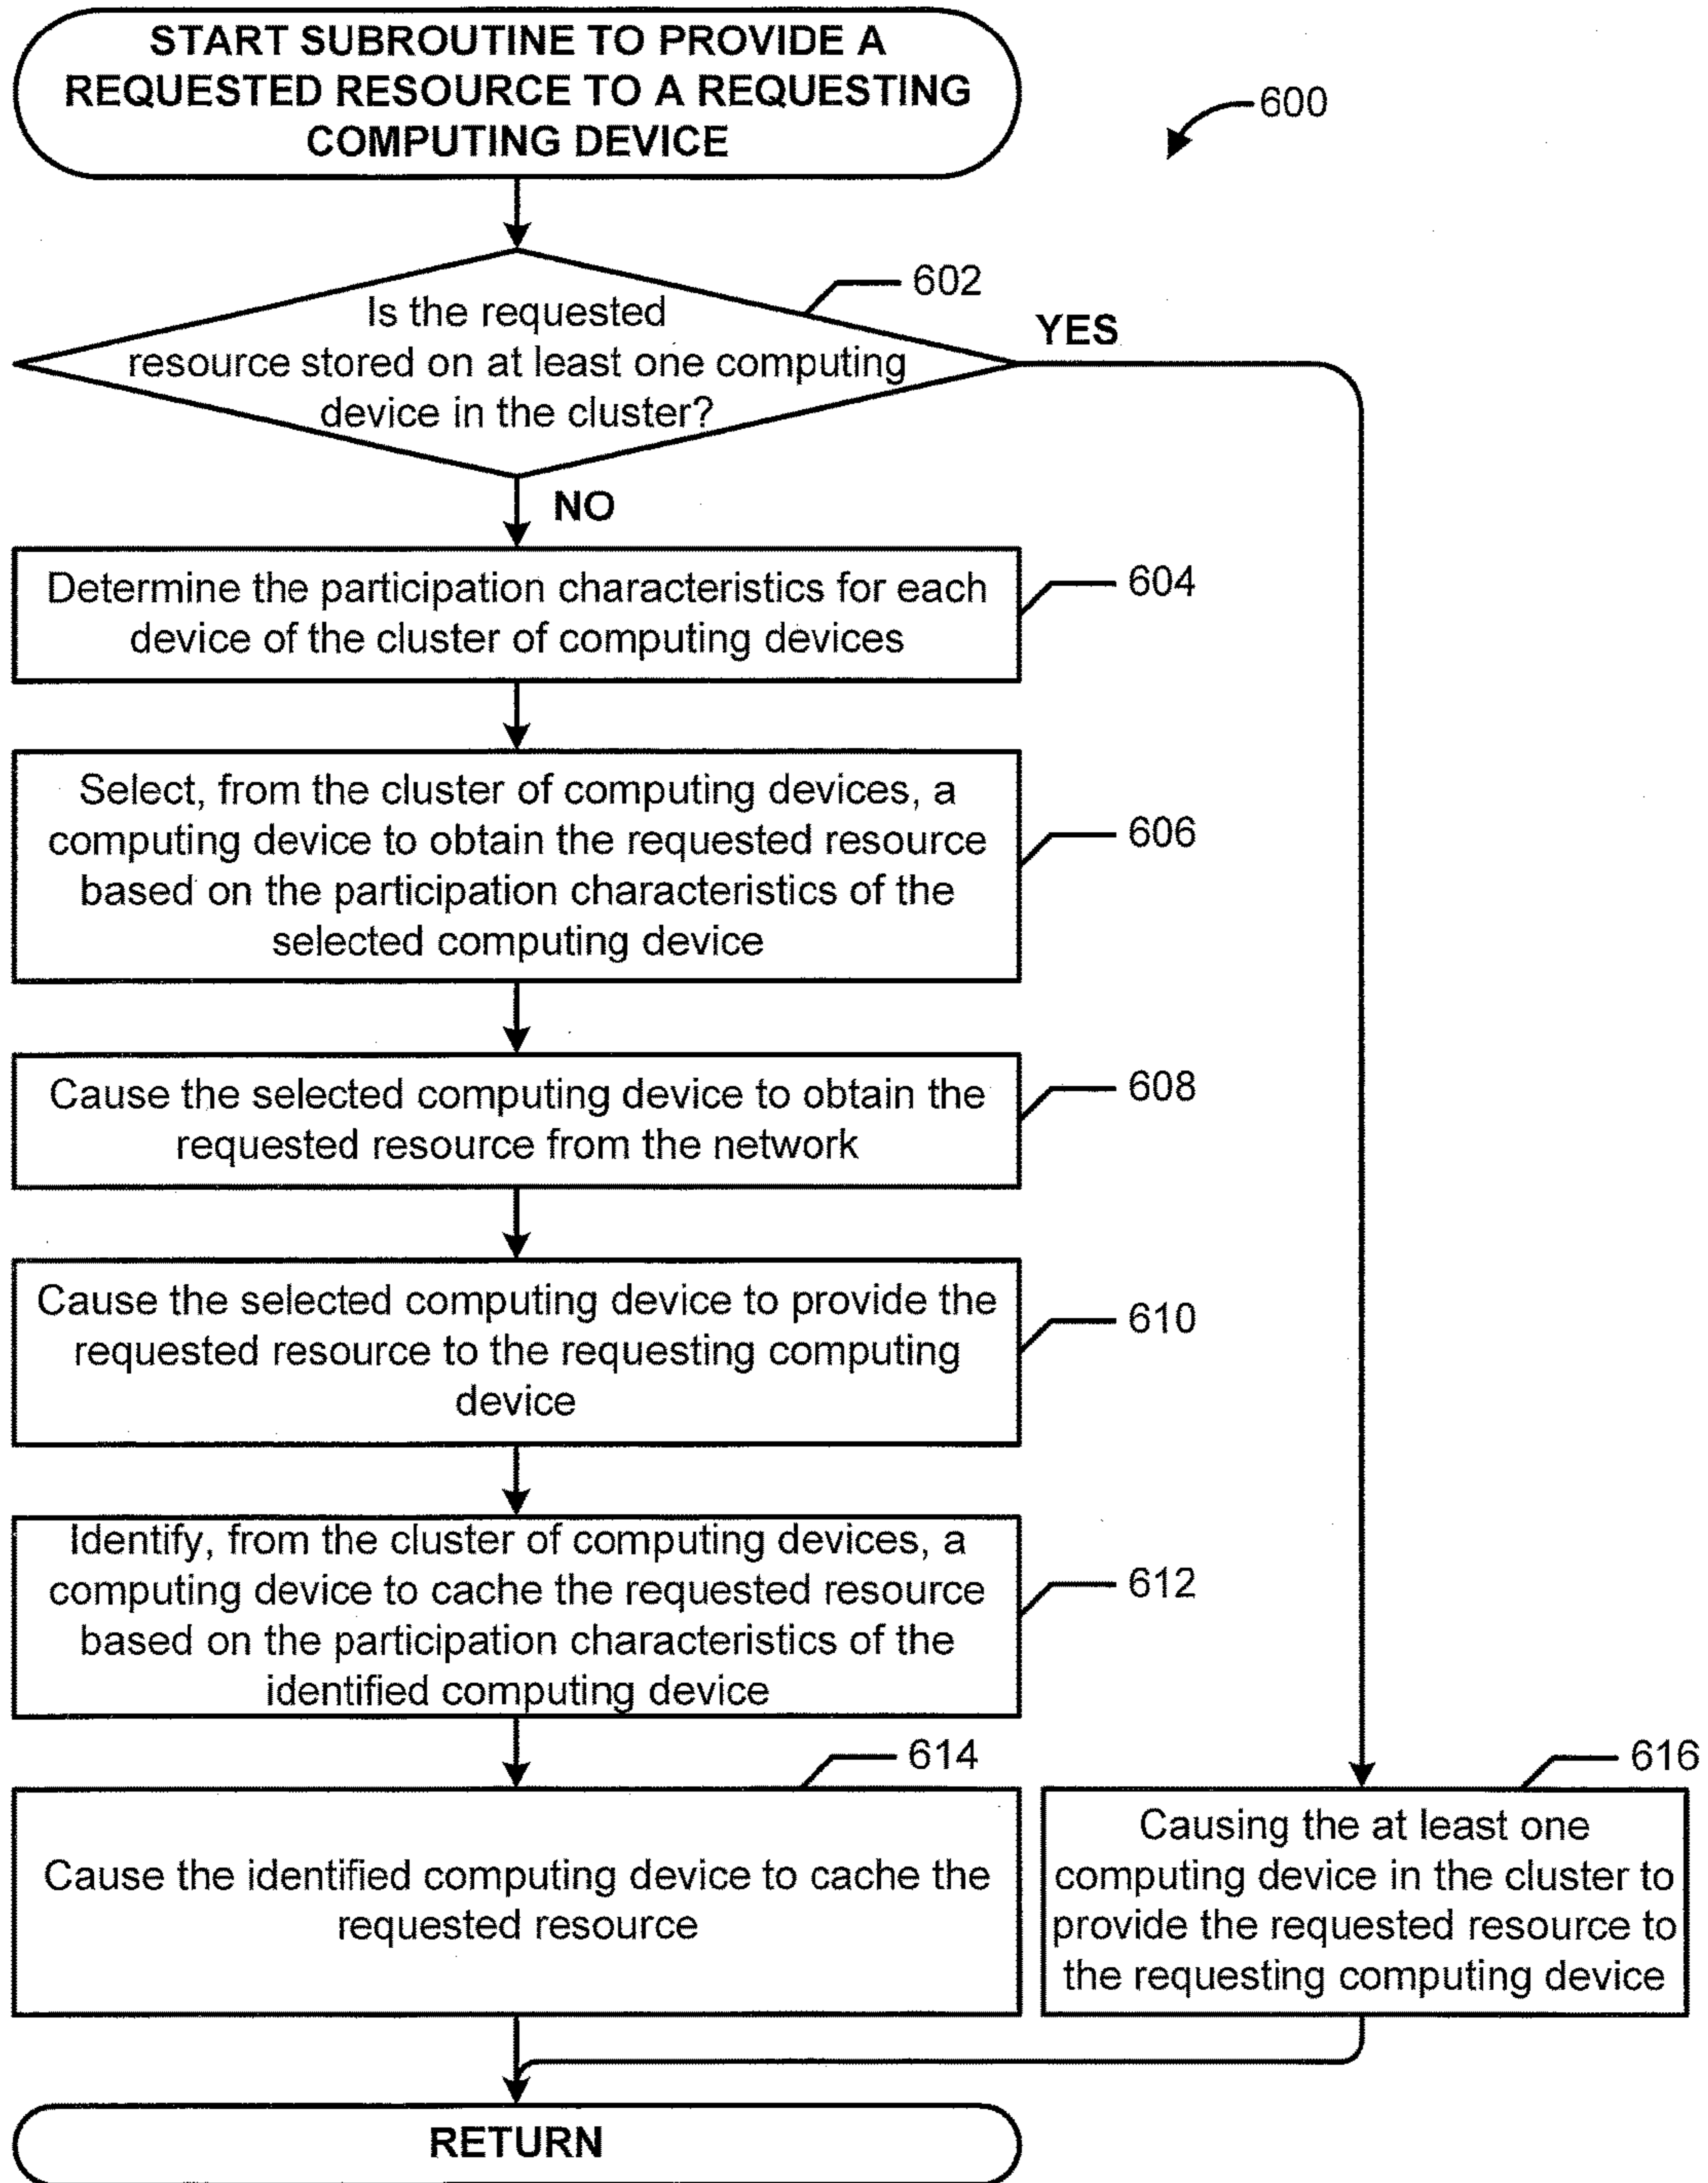 START SUBROUTINE TO PROVIDE A
REQUESTED RESOURCE TO A REQUESTING
COMPUTING DEVICE
600
602
Is the requested
resource stored on at least one computing
device in the cluster?
YES
NO
Determine the participation characteristics for each
device of the cluster of computing devices
604
Select, from the cluster of computing devices, a
computing device to obtain the requested resource
based on the participation characteristics of the
selected computing device
606
Cause the selected computing device to obtain the
requested resource from the network
608
Cause the selected computing device to provide the
requested resource to the requesting computing
device
610
Identify, from the cluster of computing devices, a
computing device to cache the requested resource
based on the participation characteristics of the
identified computing device
612
614
Cause the identified computing device to cache the
requested resource
616
Causing the at least one
computing device in the cluster to
provide the requested resource to
the requesting computing device
RETURN